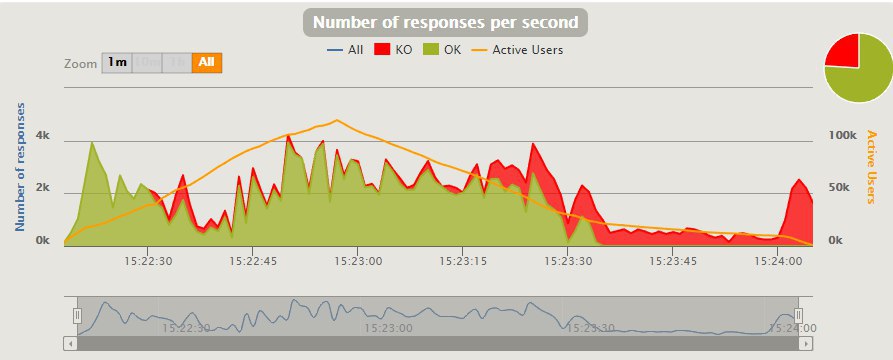 Number of responses per second
All KO OK Active Users
Zoom 1m 10m 1h All
Number of responses
Active Users
4k 100k
2k 50k
0k 0k
15:22:30 15:22:45 15:23:00 15:23:15 15:23:30 15:23:45 15:24:00
15:22:30 15:23:00 15:23:30 15:24:00